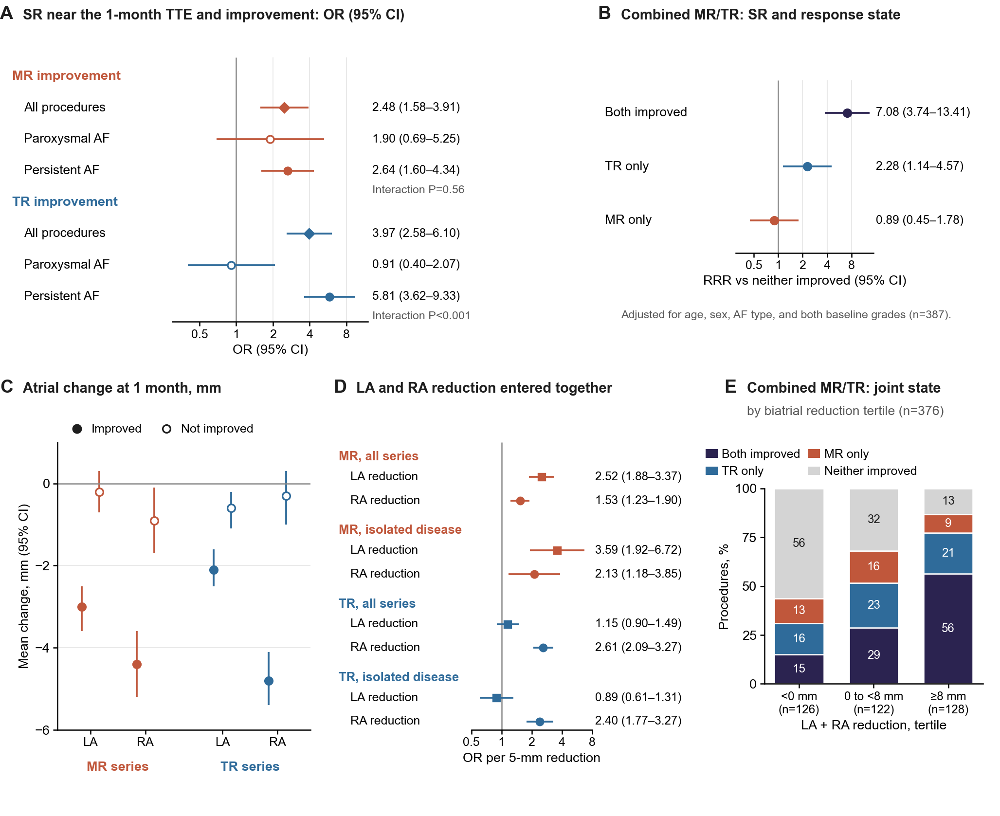 A SR near the 1-month TTE and improvement: OR (95% CI)
MR improvement
All procedures 2.48 (1.58–3.91)
Paroxysmal AF 1.90 (0.69–5.25)
Persistent AF 2.64 (1.60–4.34)
Interaction P=0.56
TR improvement
All procedures 3.97 (2.58–6.10)
Paroxysmal AF 0.91 (0.40–2.07)
Persistent AF 5.81 (3.62–9.33)
Interaction P<0.001
0.5 1 2 4 8
OR (95% CI)
B Combined MR/TR: SR and response state
Both improved 7.08 (3.74–13.41)
TR only 2.28 (1.14–4.57)
MR only 0.89 (0.45–1.78)
0.5 1 2 4 8
RRR vs neither improved (95% CI)
Adjusted for age, sex, AF type, and both baseline grades (n=387).
C Atrial change at 1 month, mm
Improved Not improved
Mean change, mm (95% CI)
0
−2
−4
−6
LA RA LA RA
MR series TR series
D LA and RA reduction entered together
MR, all series
LA reduction 2.52 (1.88–3.37)
RA reduction 1.53 (1.23–1.90)
MR, isolated disease
LA reduction 3.59 (1.92–6.72)
RA reduction 2.13 (1.18–3.85)
TR, all series
LA reduction 1.15 (0.90–1.49)
RA reduction 2.61 (2.09–3.27)
TR, isolated disease
LA reduction 0.89 (0.61–1.31)
RA reduction 2.40 (1.77–3.27)
0.5 1 2 4 8
OR per 5-mm reduction
E Combined MR/TR: joint state
by biatrial reduction tertile (n=376)
Both improved MR only
TR only Neither improved
Procedures, %
100
75
50
25
0
56
13
16
15
32
16
23
29
13
9
21
56
<0 mm 0 to <8 mm ≥8 mm
(n=126) (n=122) (n=128)
LA + RA reduction, tertile